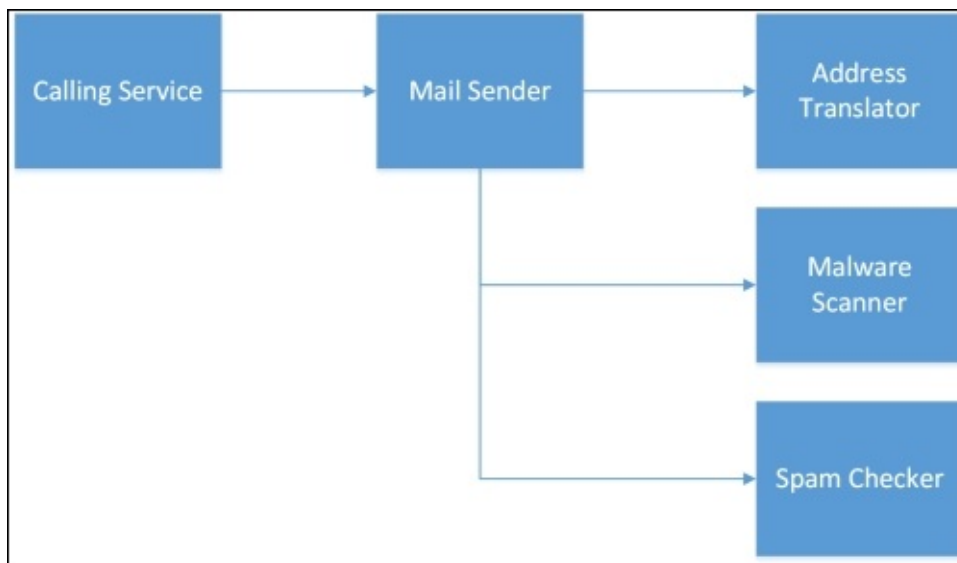 Calling Service
Mail Sender
Address
Translator
Malware
Scanner
Spam Checker